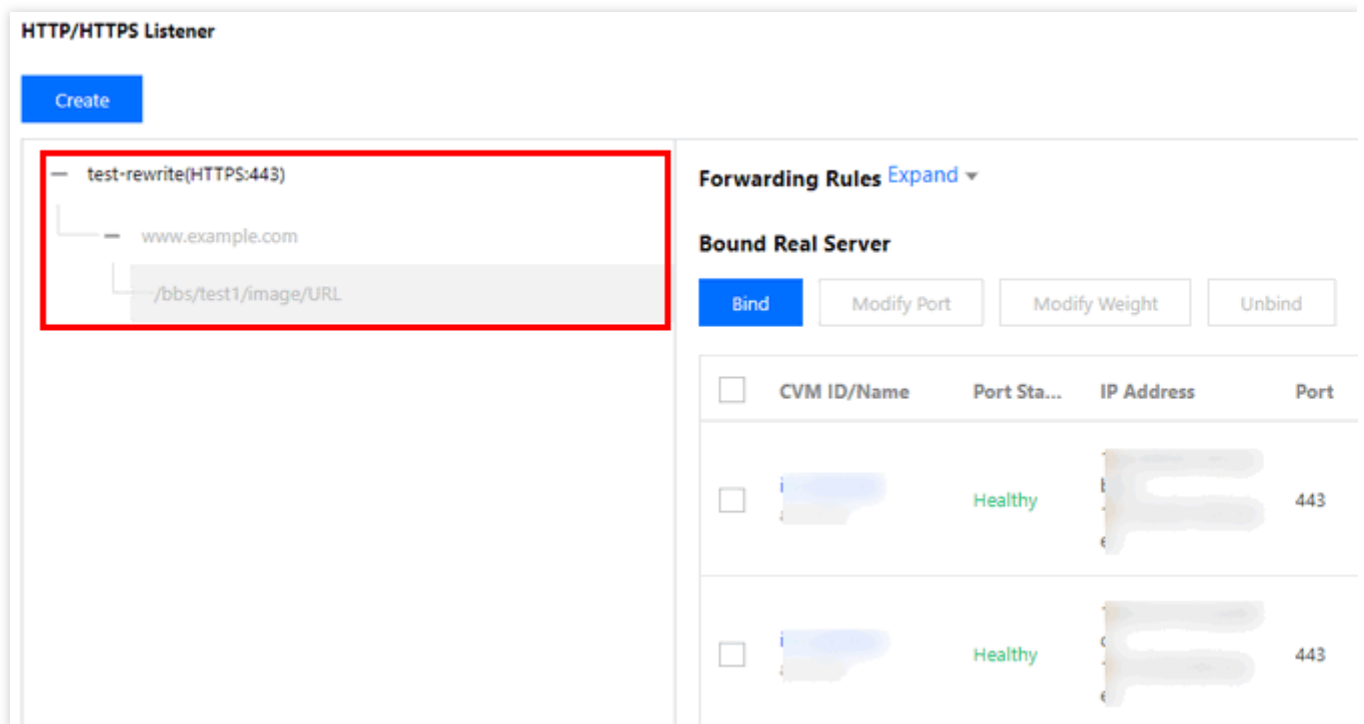 HTTP/HTTPS Listener
Create
test-rewrite(HTTPS:443)
www.example.com
/bbs/test1/image/URL
Forwarding Rules Expand
Bound Real Server
Bind Modify Port Modify Weight Unbind
CVM ID/Name Port Sta... IP Address Port
Healthy 443
Healthy 443